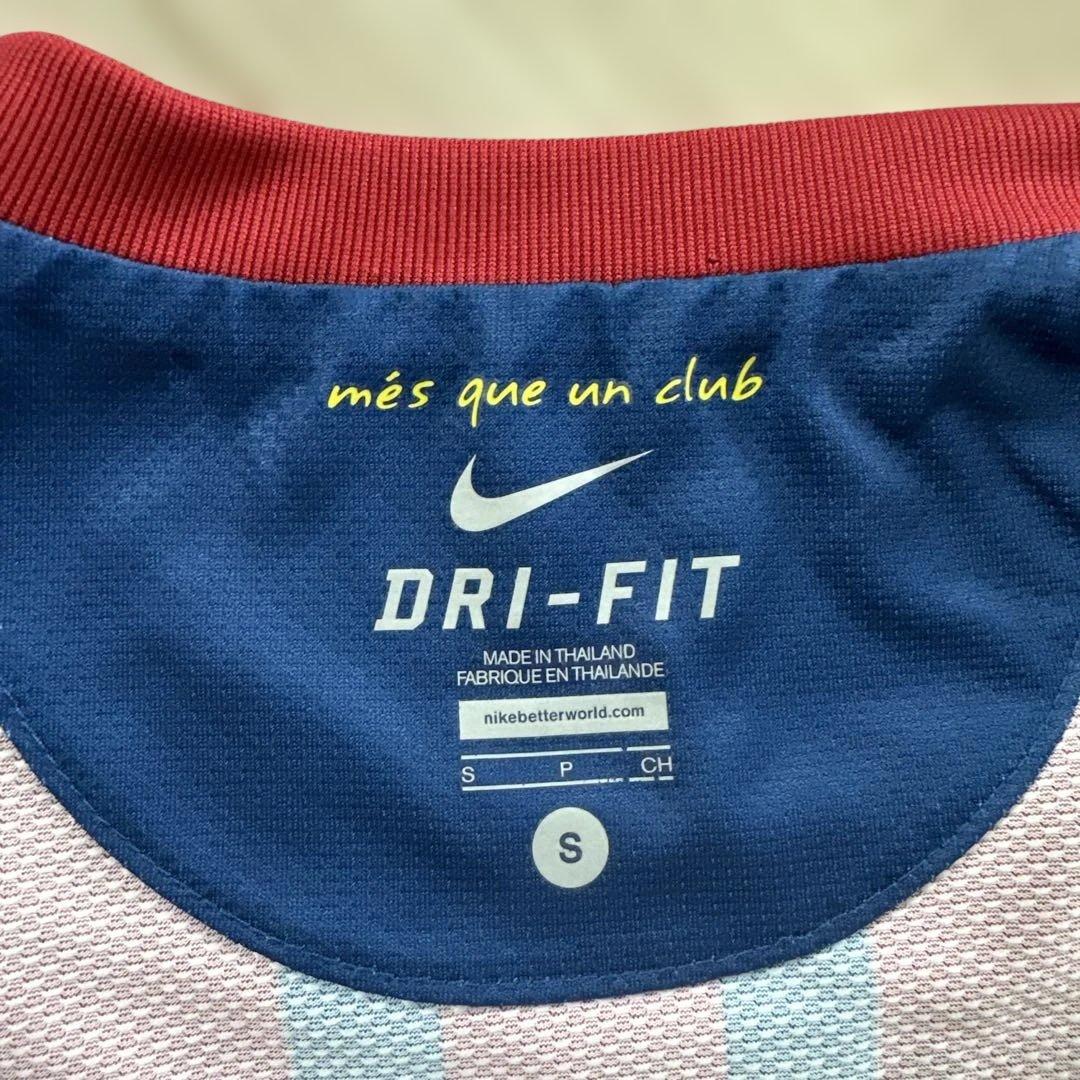 més que un club
DRI-FIT
MADE IN THAILAND
FABRIQUE EN THAILANDE
nikebetterworld.com
S P CH
S